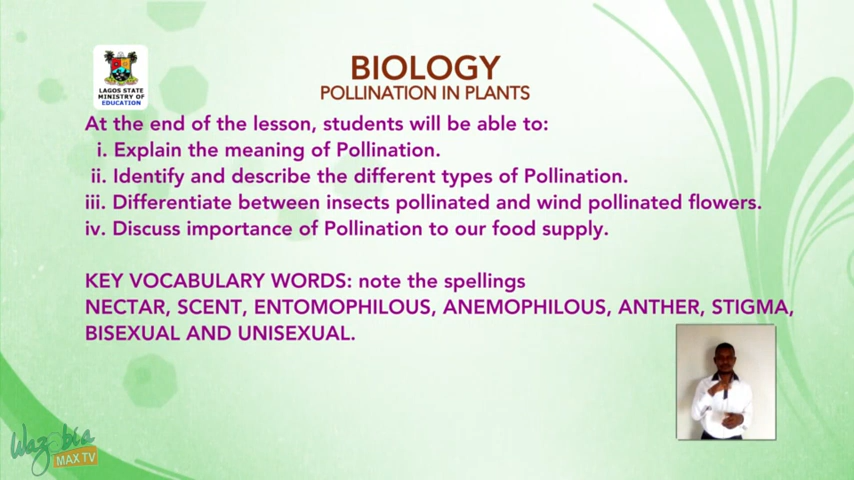 LAGOS STATE
MINISTRY OF
EDUCATION
BIOLOGY
POLLINATION IN PLANTS
At the end of the lesson, students will be able to:
i. Explain the meaning of Pollination.
ii. Identify and describe the different types of Pollination.
iii. Differentiate between insects pollinated and wind pollinated flowers.
iv. Discuss importance of Pollination to our food supply.
KEY VOCABULARY WORDS: note the spellings
NECTAR, SCENT, ENTOMOPHILOUS, ANEMOPHILOUS, ANTHER, STIGMA,
BISEXUAL AND UNISEXUAL.
Wazobia
MAX TV